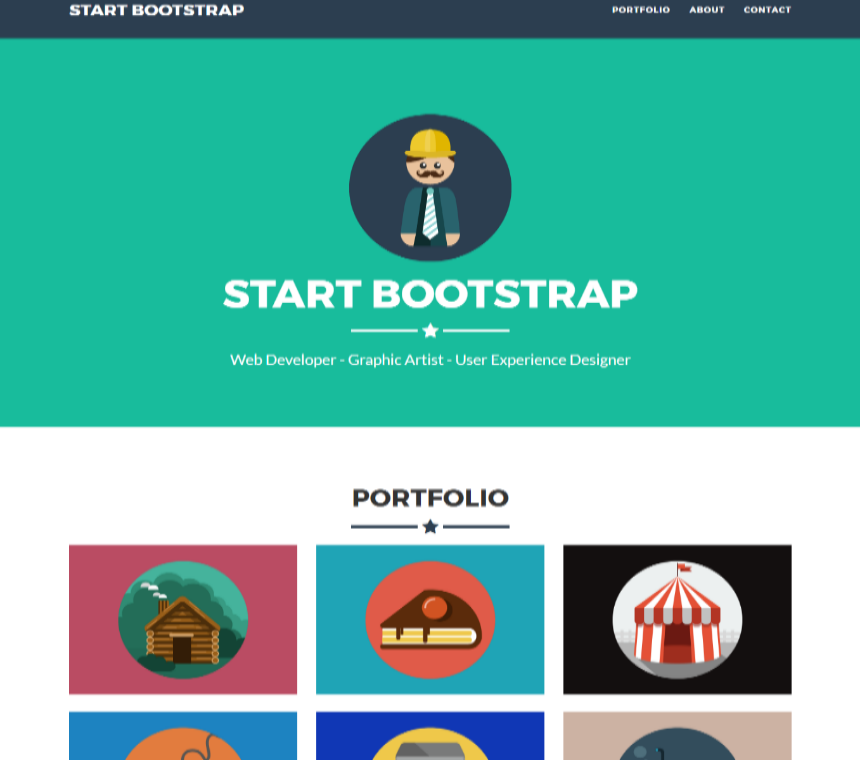 START BOOTSTRAP
PORTFOLIO ABOUT CONTACT
START BOOTSTRAP
Web Developer - Graphic Artist - User Experience Designer
PORTFOLIO